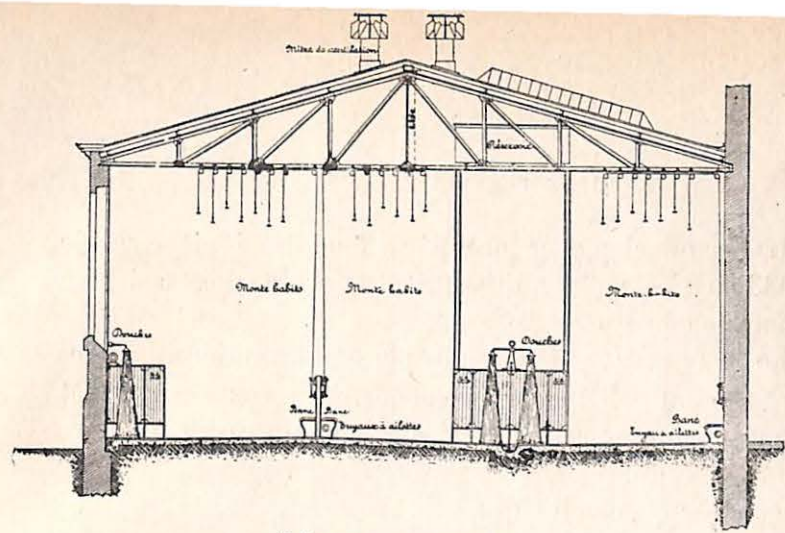 Mitre de ventilation
Réservoir
Monte habits
Monte habits
Monte-habits
Douches
Douches
Banc Banc
Tuyaux à ailettes
Banc
Tuyaux à ailettes